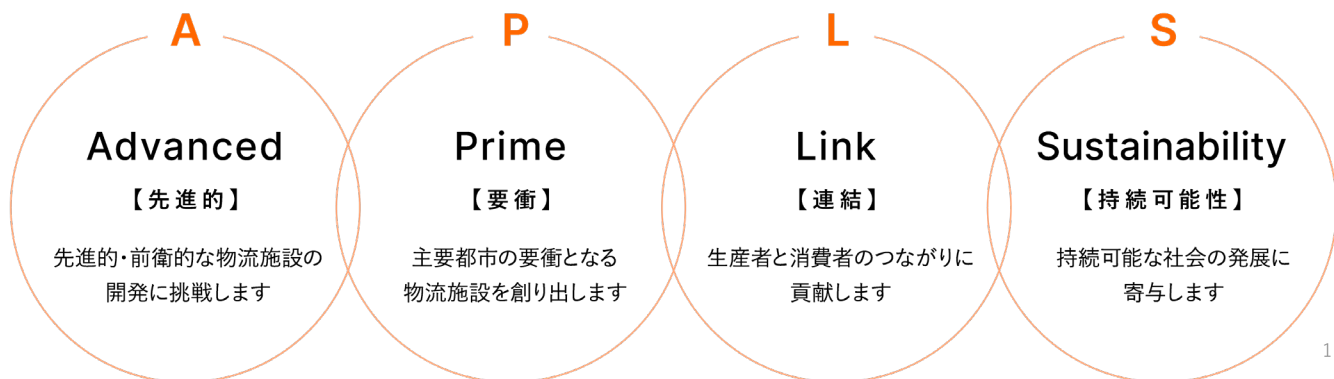 A
P
L
S
Advanced
【先進的】
先進的・前衛的な物流施設の
開発に挑戦します
Prime
【要衝】
主要都市の要衝となる
物流施設を創り出します
Link
【連結】
生産者と消費者のつながりに
貢献します
Sustainability
【持続可能性】
持続可能な社会の発展に
寄与します
1